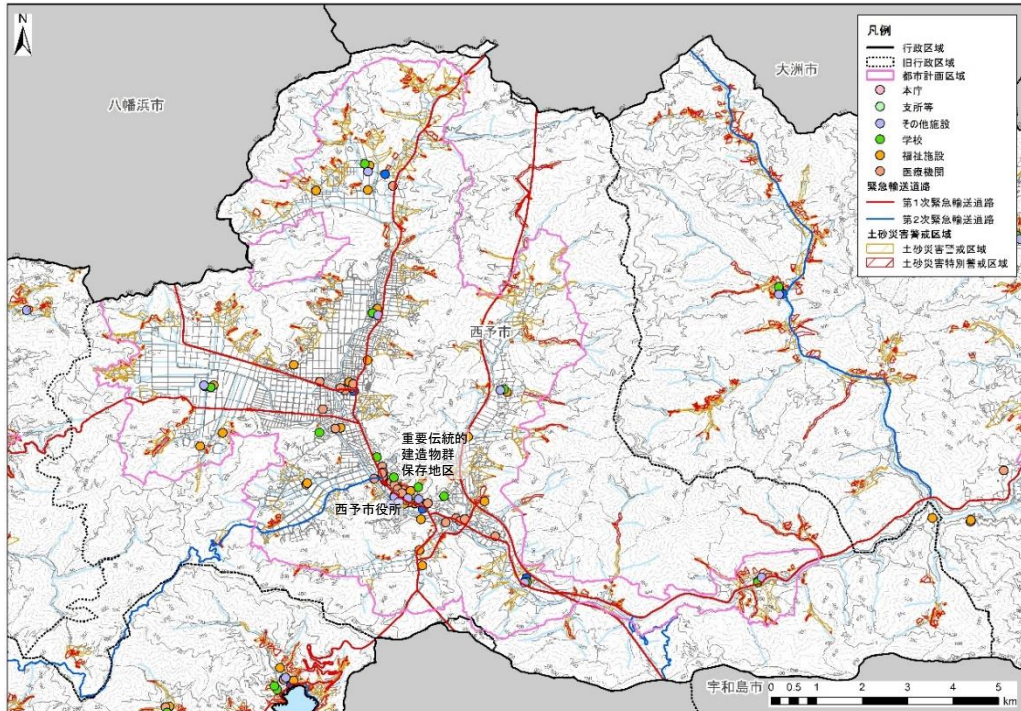 N
八幡浜市
大洲市
凡例
行政区域
旧行政区域
都市計画区域
本庁
支所等
その他施設
学校
福祉施設
医療機関
緊急輸送道路
第1次緊急輸送道路
第2次緊急輸送道路
土砂災害警戒区域
土砂災害警戒区域
土砂災害特別警戒区域
西予市
重要伝統的
建造物群
保存地区
西予市役所
宇和島市
0 0.5 1 2 3 4 5
km